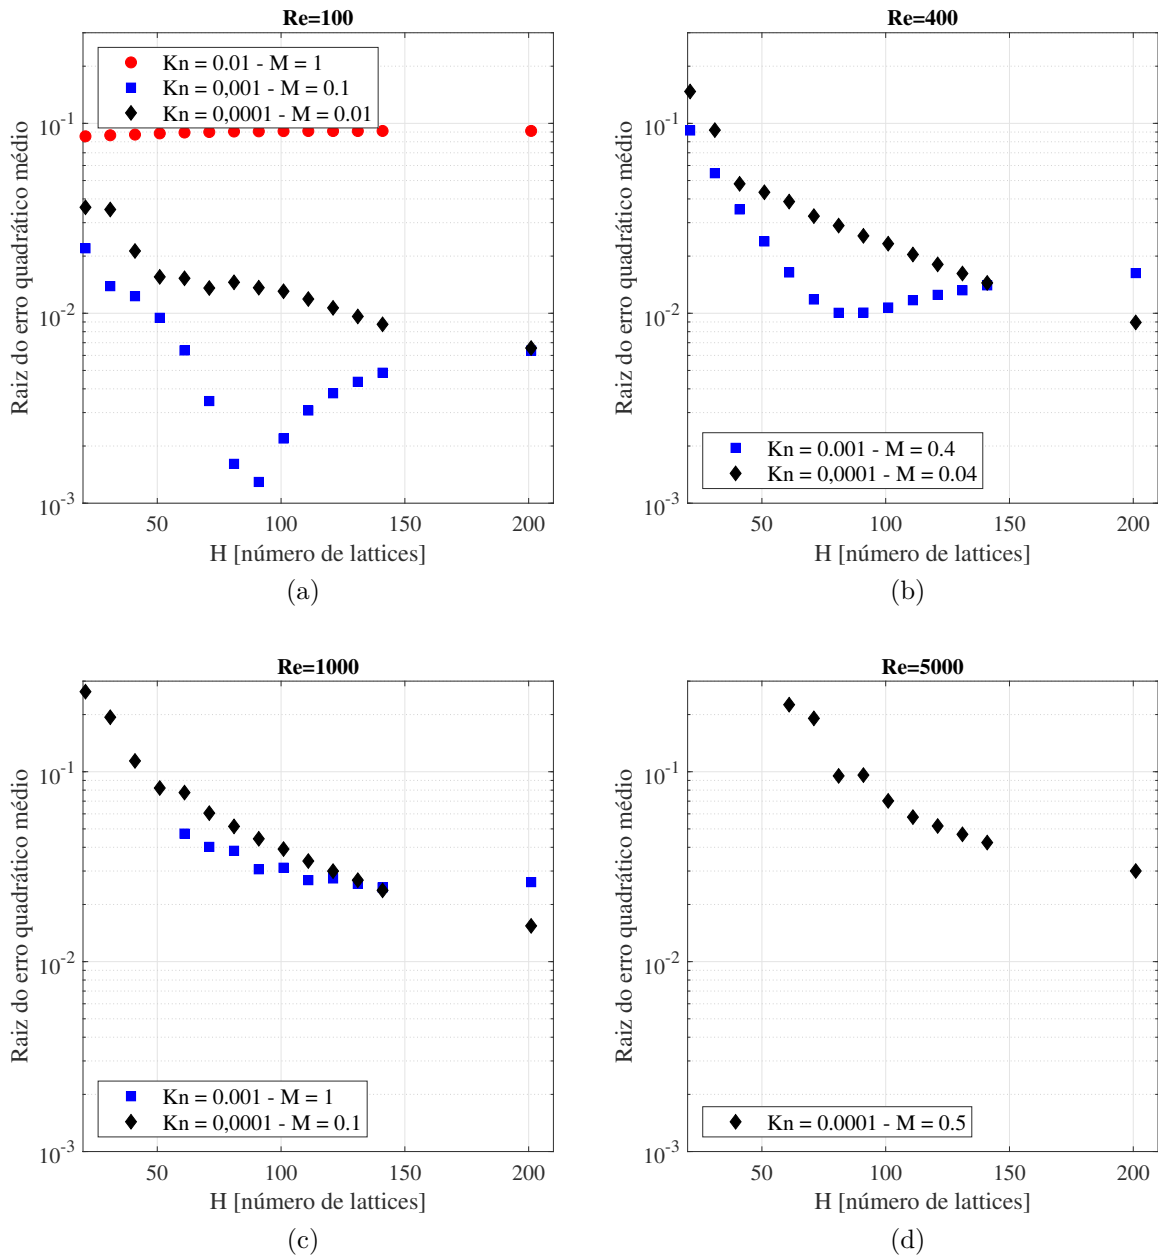 Re=100
Kn = 0.01 - M = 1
Kn = 0,001 - M = 0.1
Kn = 0,0001 - M = 0.01
10^-1
10^-2
10^-3
Raiz do erro quadrático médio
50 100 150 200
H [número de lattices]
(a)
Re=400
10^-1
10^-2
10^-3
Raiz do erro quadrático médio
Kn = 0.001 - M = 0.4
Kn = 0,0001 - M = 0.04
50 100 150 200
H [número de lattices]
(b)
Re=1000
10^-1
10^-2
10^-3
Raiz do erro quadrático médio
Kn = 0.001 - M = 1
Kn = 0,0001 - M = 0.1
50 100 150 200
H [número de lattices]
(c)
Re=5000
10^-1
10^-2
10^-3
Raiz do erro quadrático médio
Kn = 0.0001 - M = 0.5
50 100 150 200
H [número de lattices]
(d)